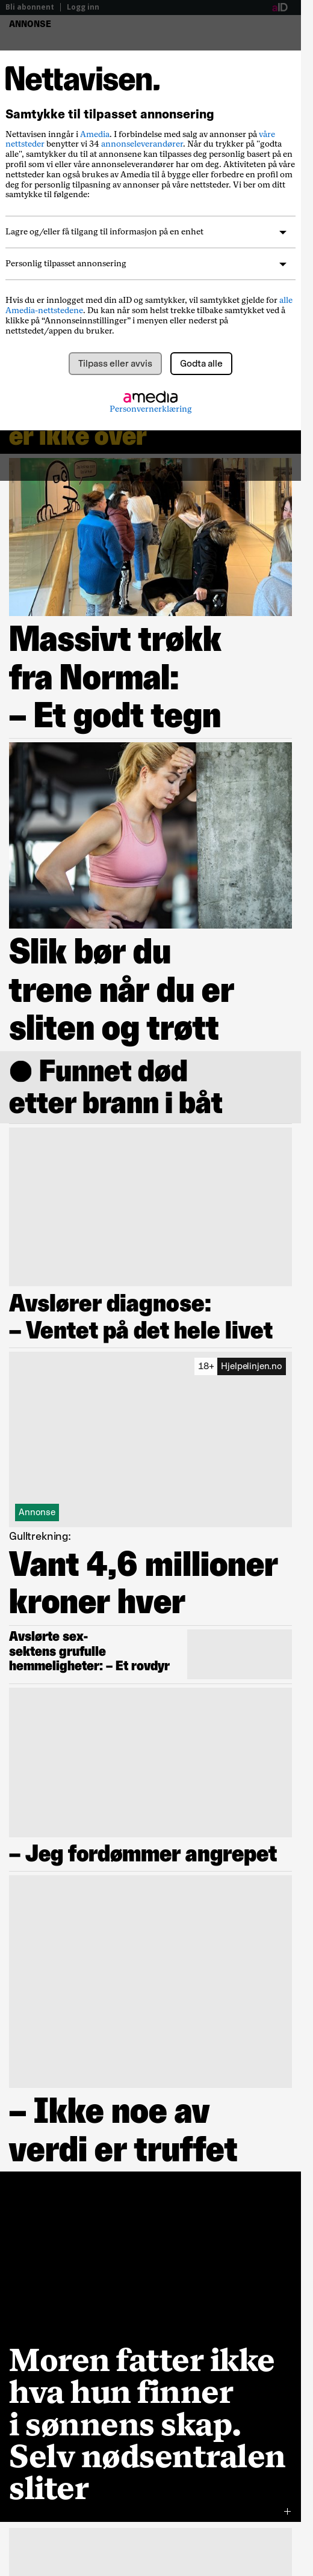 Bli abonnent | Logg inn
aID
ANNONSE
Nettavisen.
Samtykke til tilpasset annonsering
Nettavisen inngår i Amedia. I forbindelse med salg av annonser på våre
nettsteder benytter vi 34 annonseleverandører. Når du trykker på "godta
alle", samtykker du til at annonsene kan tilpasses deg personlig basert på en
profil som vi eller våre annonseleverandører har om deg. Aktiviteten på våre
nettsteder kan også brukes av Amedia til å bygge eller forbedre en profil om
deg for personlig tilpasning av annonser på våre nettsteder. Vi ber om ditt
samtykke til følgende:
Lagre og/eller få tilgang til informasjon på en enhet
Personlig tilpasset annonsering
Hvis du er innlogget med din aID og samtykker, vil samtykket gjelde for alle
Amedia-nettstedene. Du kan når som helst trekke tilbake samtykket ved å
klikke på “Annonseinnstillinger” i menyen eller nederst på
nettstedet/appen du bruker.
Tilpass eller avvis
Godta alle
amedia
Personvernerklæring
er ikke over
Massivt trøkk
fra Normal:
– Et godt tegn
Slik bør du
trene når du er
sliten og trøtt
● Funnet død
etter brann i båt
Avslører diagnose:
– Ventet på det hele livet
18+ Hjelpelinjen.no
Annonse
Gulltrekning:
Vant 4,6 millioner
kroner hver
Avslørte sex-
sektens grufulle
hemmeligheter: – Et rovdyr
– Jeg fordømmer angrepet
– Ikke noe av
verdi er truffet
Moren fatter ikke
hva hun finner
i sønnens skap.
Selv nødsentralen
sliter